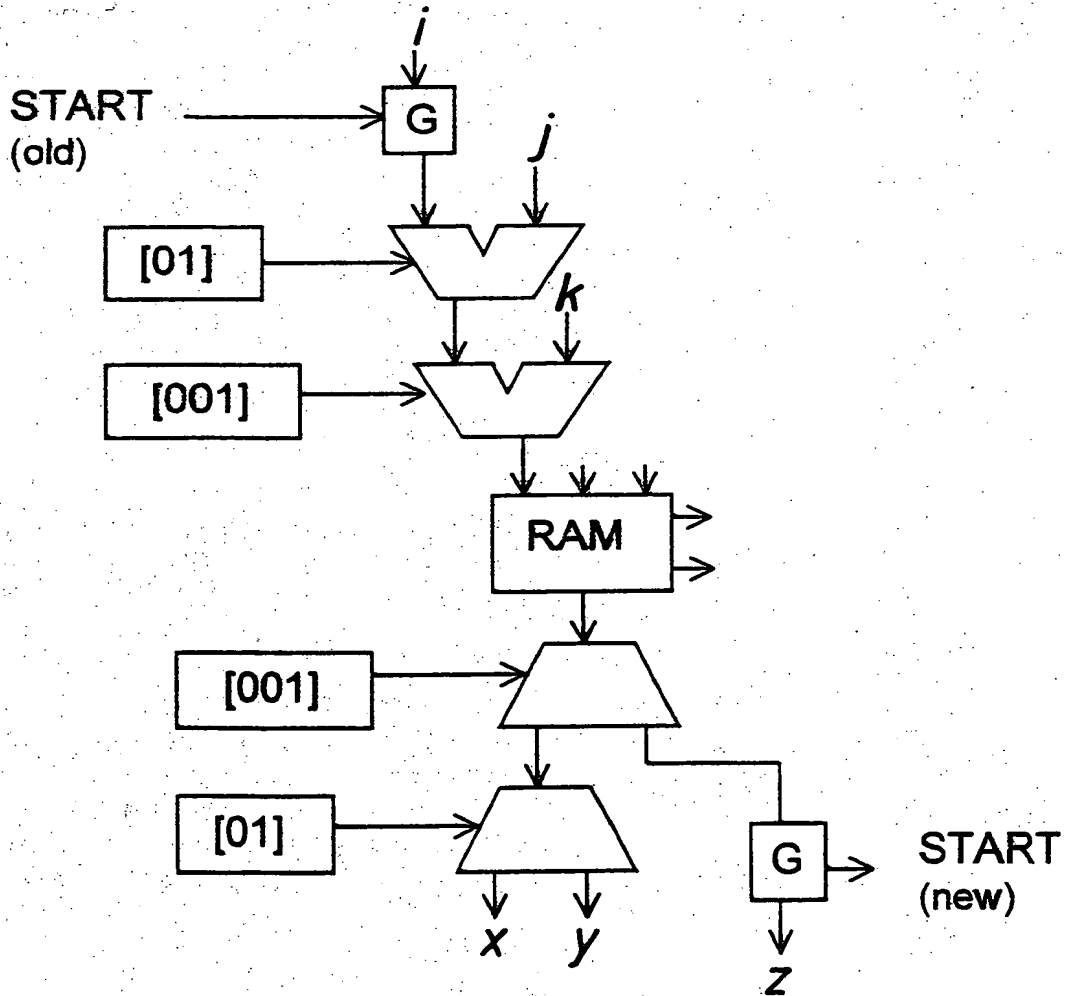 i
START
(old)
G
j
[01]
k
[001]
RAM
[001]
[01]
G
START
(new)
x
y
z